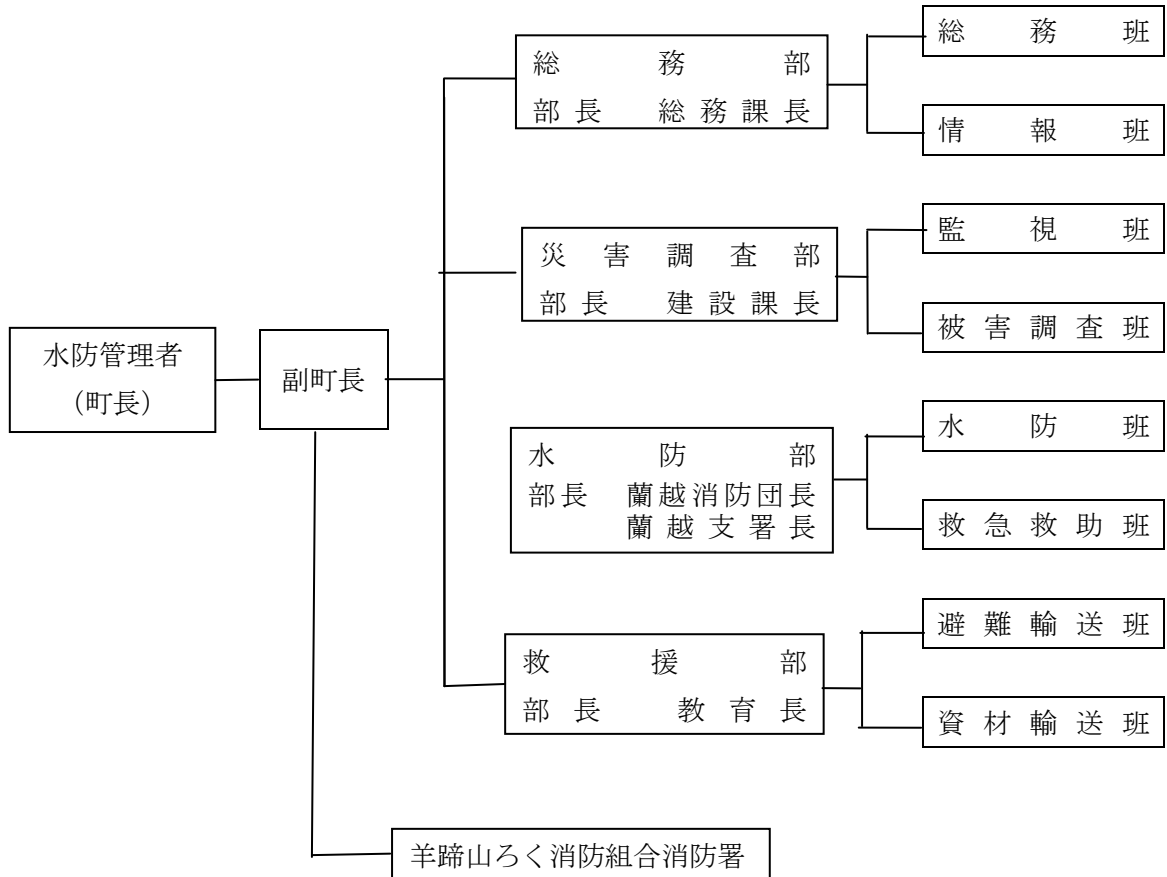 水防管理者
（町長）
副町長
総務部
部長 総務課長
総務班
情報班
災害調査部
部長 建設課長
監視班
被害調査班
水防部
部長 蘭越消防団長
蘭越支署長
水防班
救急救助班
救援部
部長 教育長
避難輸送班
資材輸送班
羊蹄山ろく消防組合消防署